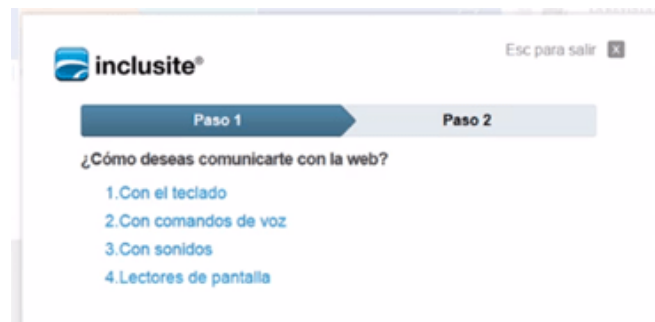 Esc para salir X
inclusite®
Paso 1 Paso 2
¿Cómo deseas comunicarte con la web?
1.Con el teclado
2.Con comandos de voz
3.Con sonidos
4.Lectores de pantalla